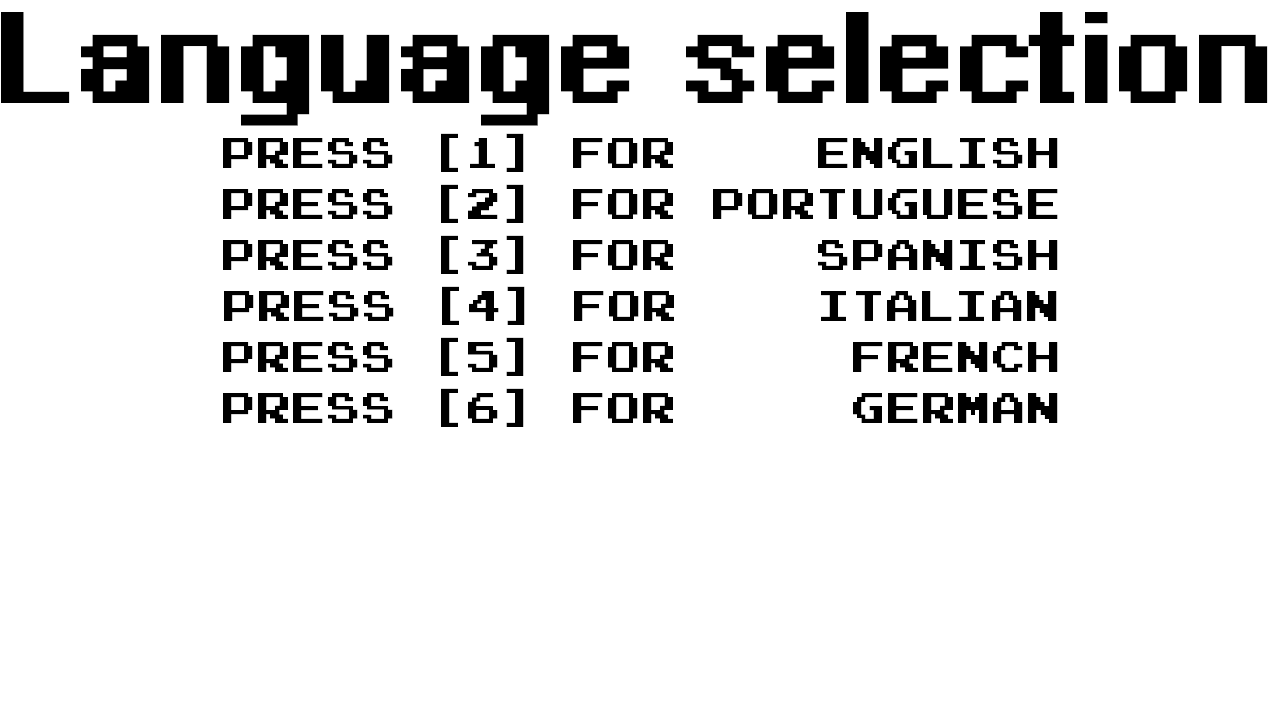 Language selection
PRESS [1] FOR    ENGLISH
PRESS [2] FOR PORTUGUESE
PRESS [3] FOR    SPANISH
PRESS [4] FOR    ITALIAN
PRESS [5] FOR     FRENCH
PRESS [6] FOR     GERMAN